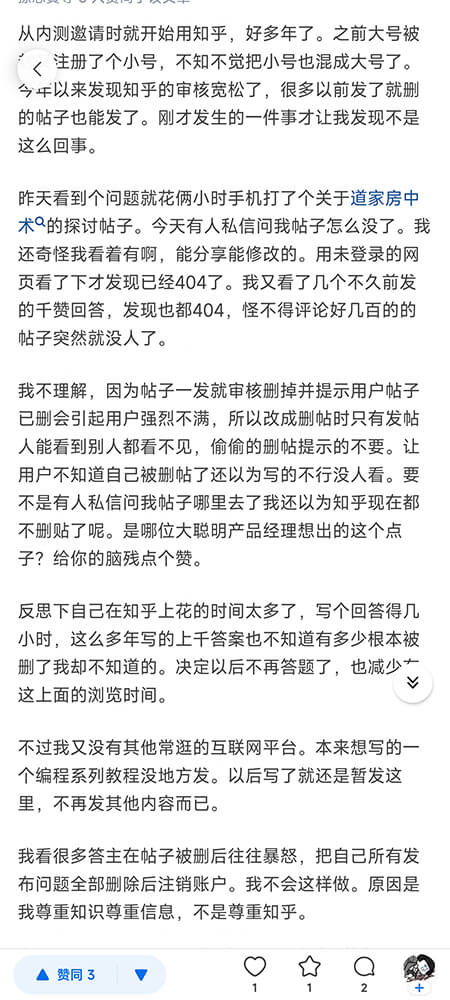 从内测邀请时就开始用知乎，好多年了。之前大号被
注册了个小号，不知不觉把小号也混成大号了。
今年以来发现知乎的审核宽松了，很多以前发了就删
的帖子也能发了。刚才发生的一件事才让我发现不是
这么回事。
昨天看到个问题就花俩小时手机打了个关于道家房中
术的探讨帖子。今天有人私信问我帖子怎么没了。我
还奇怪我看着有啊，能分享能修改的。用未登录的网
页看了下才发现已经404了。我又看了几个不久前发
的千赞回答，发现也都404，怪不得评论好几百的的
帖子突然就没人了。
我不理解，因为帖子一发就审核删掉并提示用户帖子
已删会引起用户强烈不满，所以改成删帖时只有发帖
人能看到别人都看不见，偷偷的删帖提示的不要。让
用户不知道自己被删帖了还以为写的不行没人看。要
不是有人私信问我帖子哪里去了我还以为知乎现在都
不删贴了呢。是哪位大聪明产品经理想出的这个点
子？给你的脑残点个赞。
反思下自己在知乎上花的时间太多了，写个回答得几
小时，这么多年写的上千答案也不知道有多少根本被
删了我却不知道的。决定以后不再答题了，也减少在
这上面的浏览时间。
不过我又没有其他常逛的互联网平台。本来想写的一
个编程系列教程没地方发。以后写了就还是暂发这
里，不再发其他内容而已。
我看很多答主在帖子被删后往往暴怒，把自己所有发
布问题全部删除后注销账户。我不会这样做。原因是
我尊重知识尊重信息，不是尊重知乎。
赞同 3
1
1
2